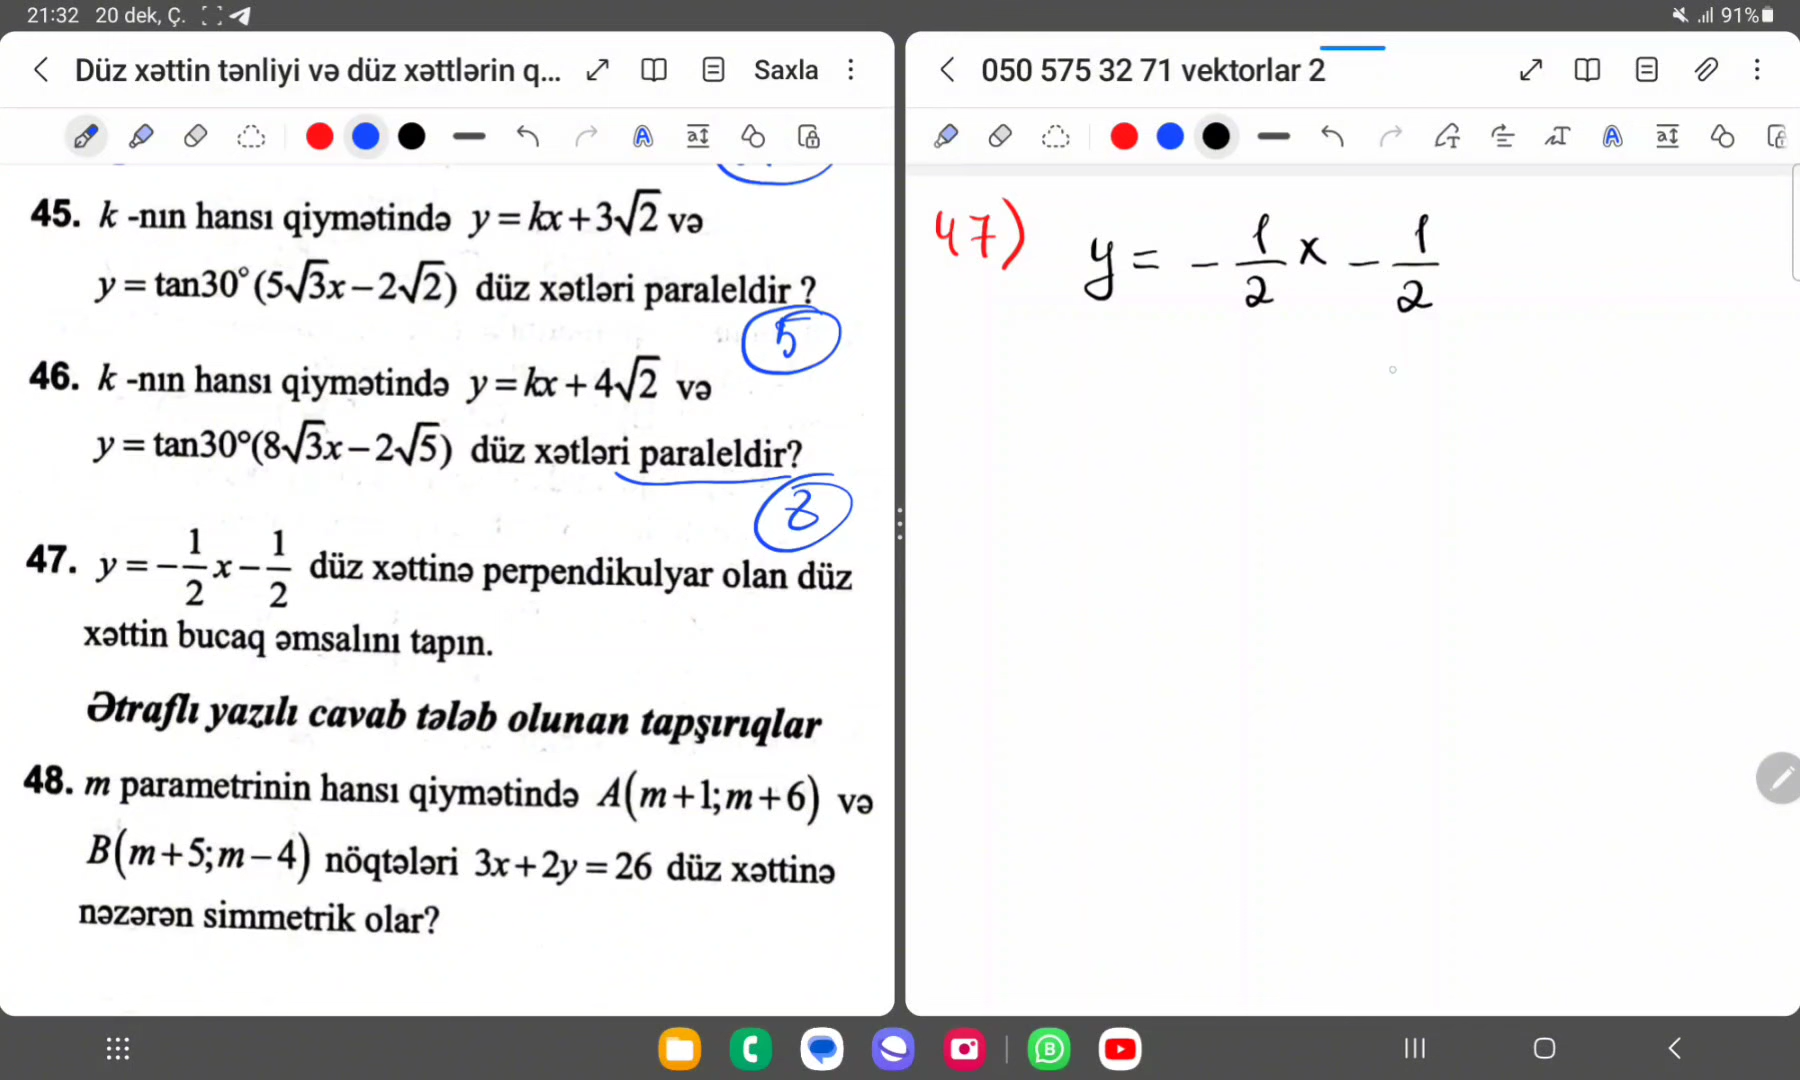 21:32 20 dek, Ç.
91%
Düz xəttin tənliyi və düz xəttlərin q...
Saxla
45. k -nın hansı qiymətində y = kx + 3√2 və
y = tan30°(5√3x − 2√2) düz xətləri paraleldir ?
5
46. k -nın hansı qiymətində y = kx + 4√2 və
y = tan30°(8√3x − 2√5) düz xətləri paraleldir?
8
47. y = −1/2 x − 1/2 düz xəttinə perpendikulyar olan düz
xəttin bucaq əmsalını tapın.
Ətraflı yazılı cavab tələb olunan tapşırıqlar
48. m parametrinin hansı qiymətində A(m+1; m+6) və
B(m+5; m−4) nöqtələri 3x + 2y = 26 düz xəttinə
nəzərən simmetrik olar?
050 575 32 71 vektorlar 2
47) y = −1/2 x − 1/2